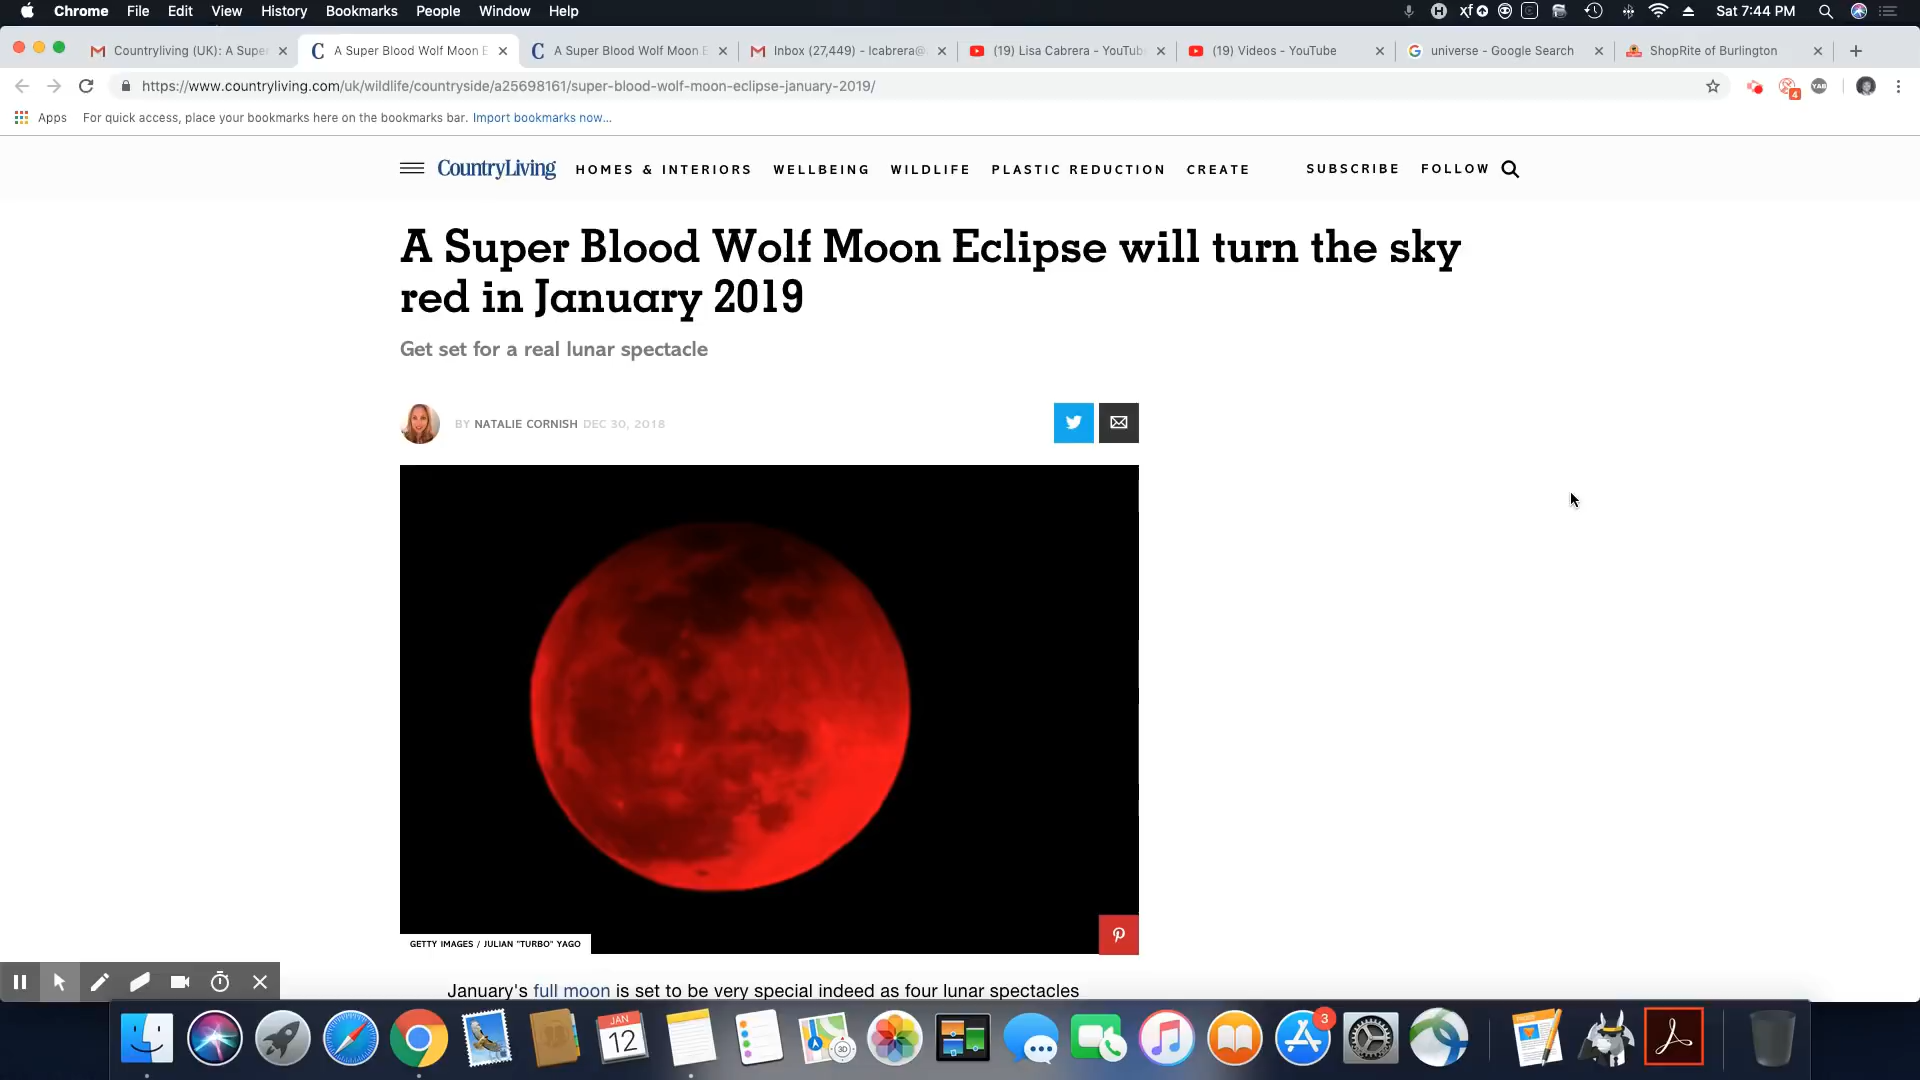 Chrome File Edit View History Bookmarks People Window Help
Sat 7:44 PM
Countryliving (UK): A Super
A Super Blood Wolf Moon E
A Super Blood Wolf Moon E
Inbox (27,449) - lcabrera@
(19) Lisa Cabrera - YouTub
(19) Videos - YouTube
universe - Google Search
ShopRite of Burlington
https://www.countryliving.com/uk/wildlife/countryside/a25698161/super-blood-wolf-moon-eclipse-january-2019/
4
Apps For quick access, place your bookmarks here on the bookmarks bar. Import bookmarks now...
CountryLiving HOMES & INTERIORS WELLBEING WILDLIFE PLASTIC REDUCTION CREATE SUBSCRIBE FOLLOW
A Super Blood Wolf Moon Eclipse will turn the sky
red in January 2019
Get set for a real lunar spectacle
BY NATALIE CORNISH DEC 30, 2018
GETTY IMAGES / JULIAN "TURBO" YAGO
January's full moon is set to be very special indeed as four lunar spectacles
JAN
12
3D
3